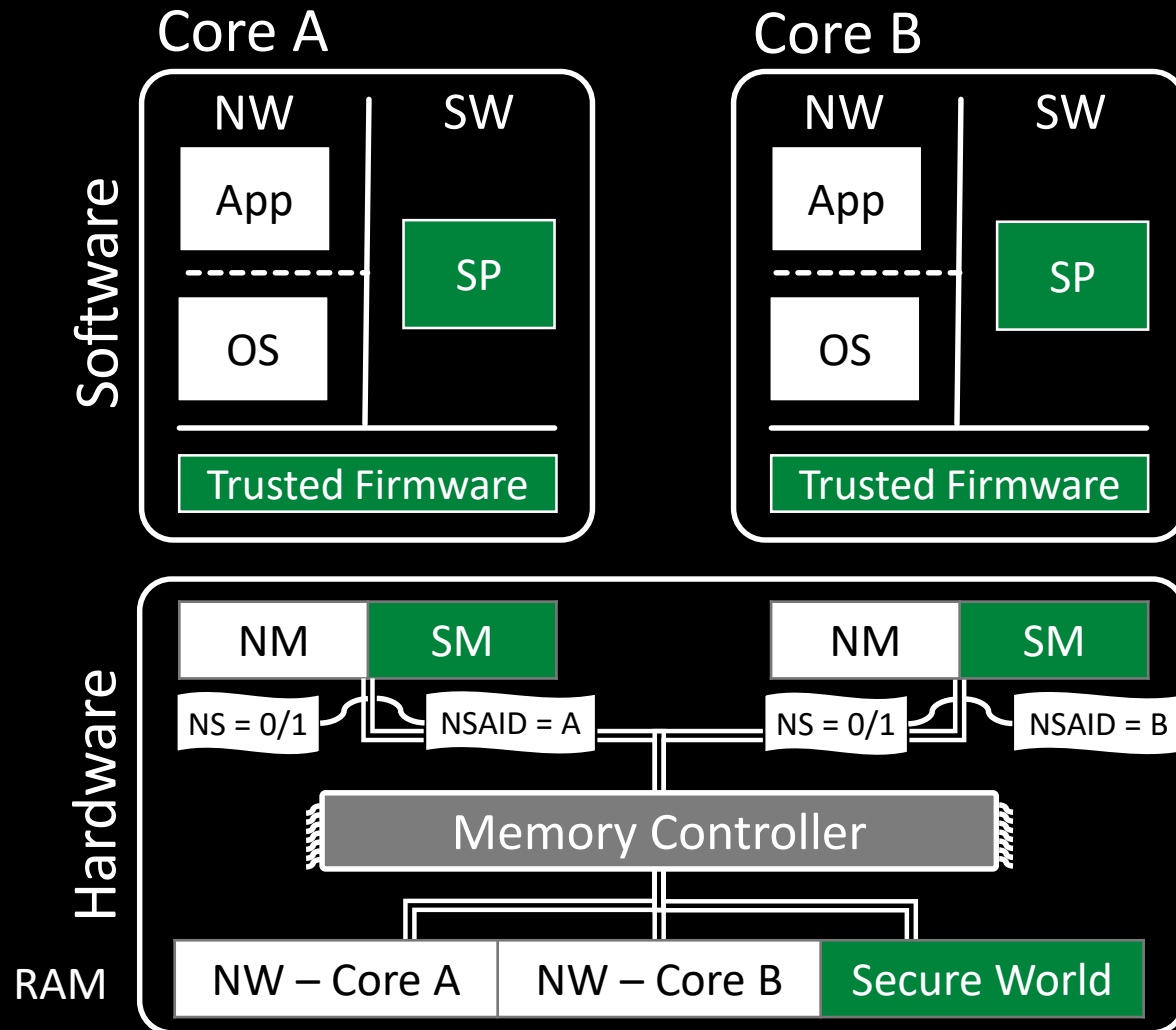 Core A
Core B
Software
NW
SW
App
SP
OS
Trusted Firmware
NW
SW
App
SP
OS
Trusted Firmware
Hardware
NM
SM
NS = 0/1
NSAID = A
NM
SM
NS = 0/1
NSAID = B
Memory Controller
RAM
NW – Core A
NW – Core B
Secure World